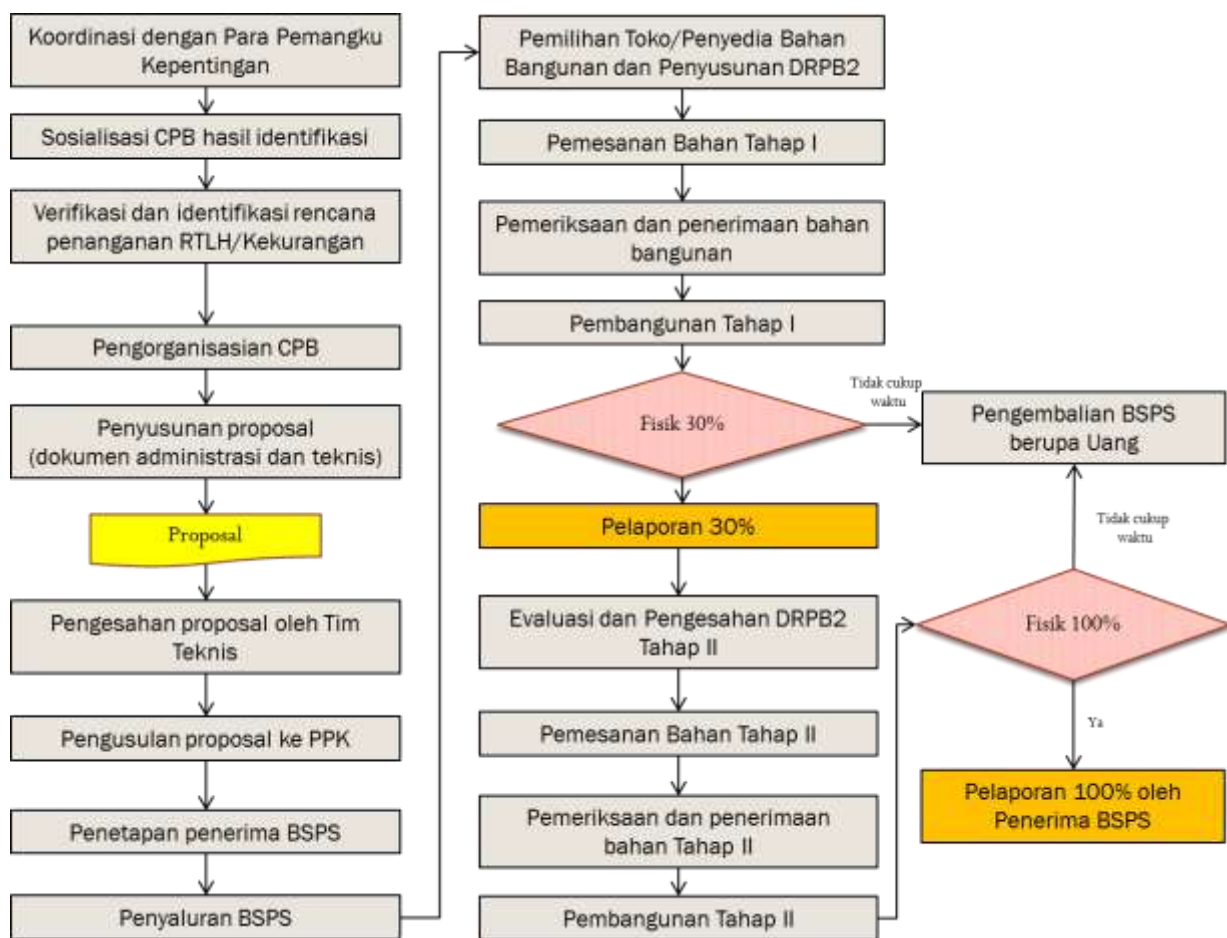 Koordinasi dengan Para Pemangku
Kepentingan
Sosialisasi CPB hasil identifikasi
Verifikasi dan identifikasi rencana
penanganan RTLH/Kekurangan
Pengorganisasian CPB
Penyusunan proposal
(dokumen administrasi dan teknis)
Proposal
Pengesahan proposal oleh Tim
Teknis
Pengusulan proposal ke PPK
Penetapan penerima BSPS
Penyaluran BSPS
Pemilihan Toko/Penyedia Bahan
Bangunan dan Penyusunan DRPB2
Pemesanan Bahan Tahap I
Pemeriksaan dan penerimaan bahan
bangunan
Pembangunan Tahap I
Fisik 30%
Tidak cukup
waktu
Pengembalian BSPS
berupa Uang
Pelaporan 30%
Evaluasi dan Pengesahan DRPB2
Tahap II
Pemesanan Bahan Tahap II
Pemeriksaan dan penerimaan
bahan Tahap II
Pembangunan Tahap II
Tidak cukup
waktu
Fisik 100%
Ya
Pelaporan 100% oleh
Penerima BSPS